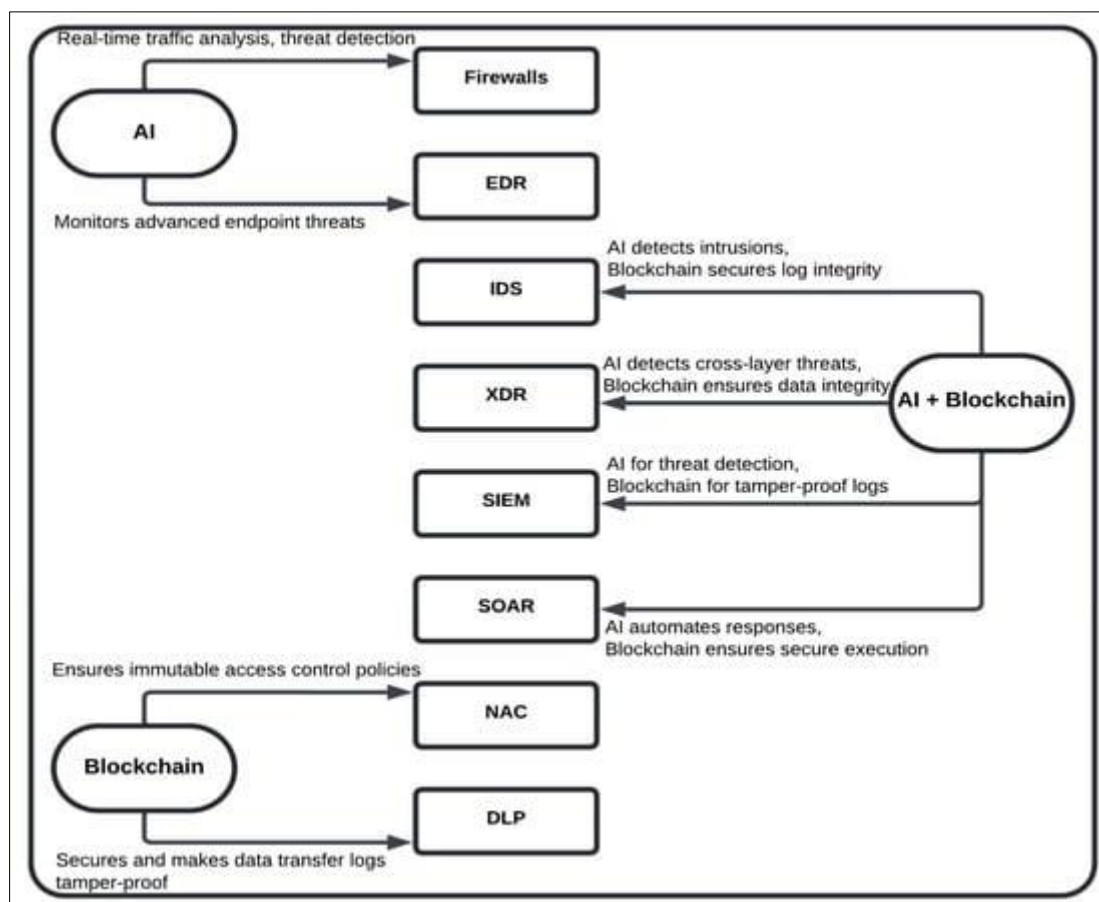 Real-time traffic analysis, threat detection
Firewalls
AI
EDR
Monitors advanced endpoint threats
AI detects intrusions,
Blockchain secures log integrity
IDS
AI detects cross-layer threats,
Blockchain ensures data integrity
XDR
AI + Blockchain
AI for threat detection,
Blockchain for tamper-proof logs
SIEM
SOAR
AI automates responses,
Blockchain ensures secure execution
Ensures immutable access control policies
NAC
Blockchain
DLP
Secures and makes data transfer logs
tamper-proof